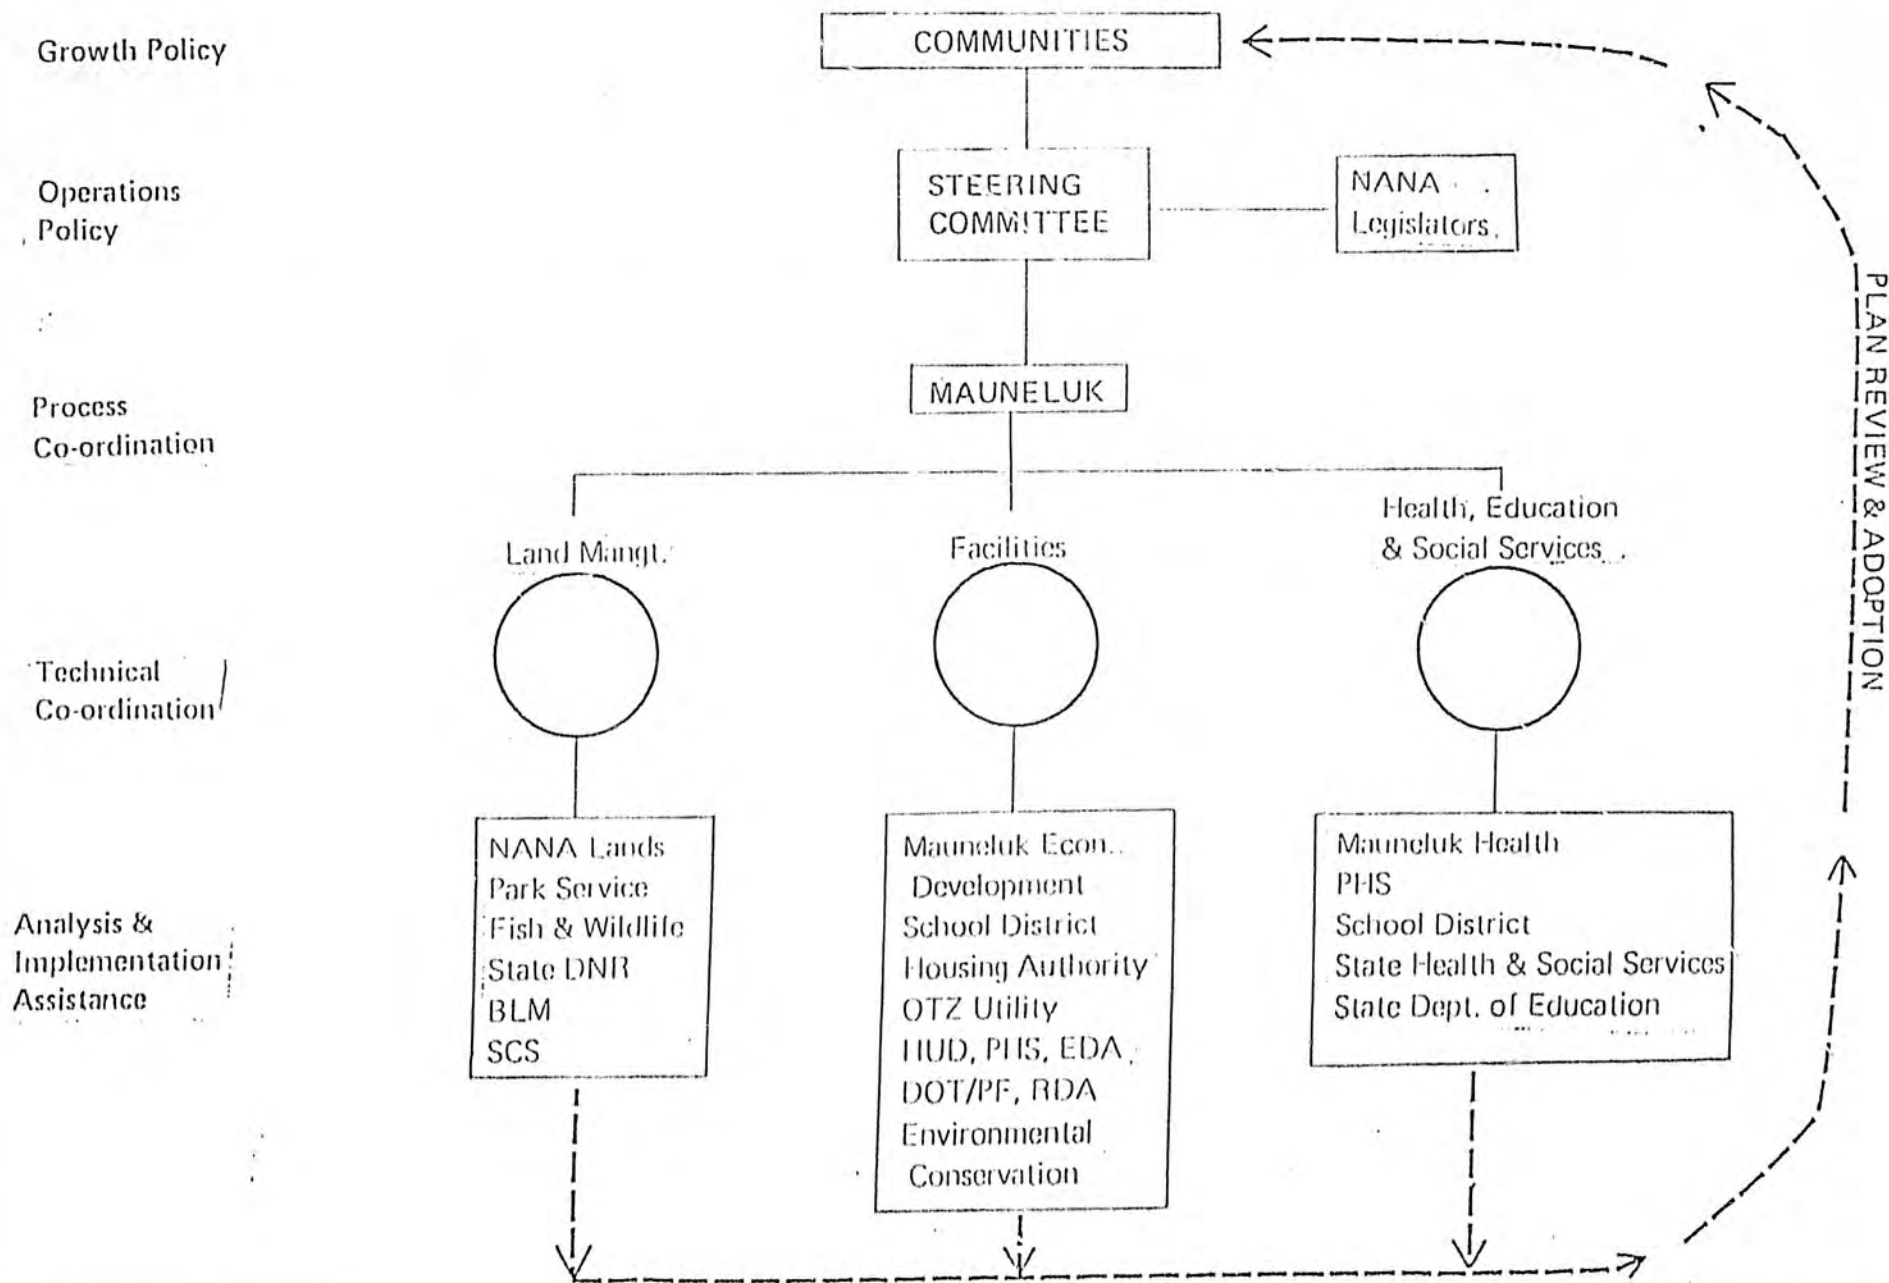 Growth Policy
COMMUNITIES
Operations
Policy
STEERING
COMMITTEE
NANA
Legislators
Process
Co-ordination
MAUNELUK
Land Mangt.
Facilities
Health, Education
& Social Services
Technical
Co-ordination
Analysis &
Implementation
Assistance
NANA Lands
Park Service
Fish & Wildlife
State DNR
BLM
SCS
Mauneluk Econ.
Development
School District
Housing Authority
OTZ Utility
HUD, PHS, EDA,
DOT/PF, RDA
Environmental
Conservation
Mauneluk Health
PHS
School District
State Health & Social Services
State Dept. of Education
PLAN REVIEW & ADOPTION